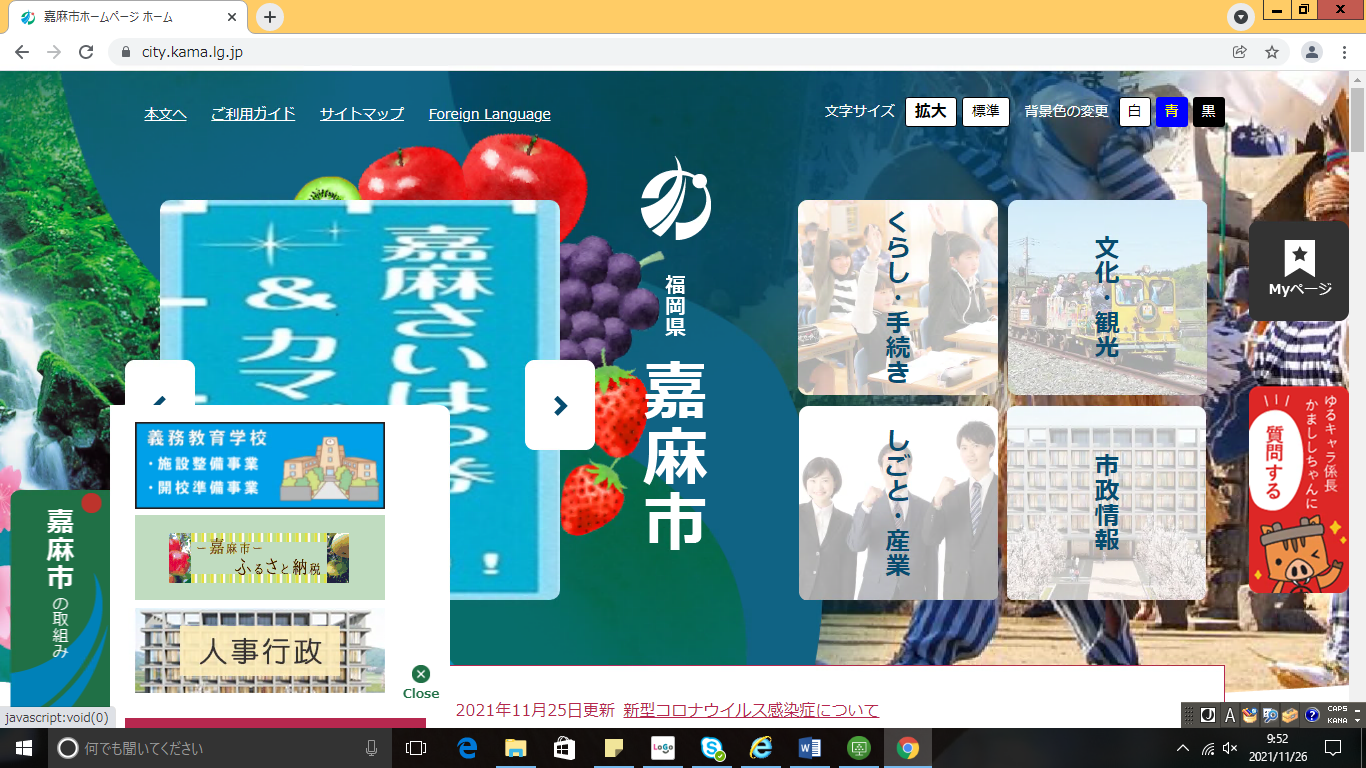 嘉麻市ホームページ ホーム
city.kama.lg.jp
本文へ
ご利用ガイド
サイトマップ
Foreign Language
文字サイズ
拡大
標準
背景色の変更
白
青
黒
嘉麻さいはっ券
& カマ
!
福岡県
嘉麻市
くらし・手続き
文化・観光
しごと・産業
市政情報
Myページ
ゆるキャラ係長
かまししちゃんに
質問する
嘉麻市の取組み
義務教育学校
・施設整備事業
・開校準備事業
ー嘉麻市ー
ふるさと納税
人事行政
Close
2021年11月25日更新 新型コロナウイルス感染症について
javascript:void(0)
A
CAPS
KANA
何でも聞いてください
LoGo
9:52
2021/11/26